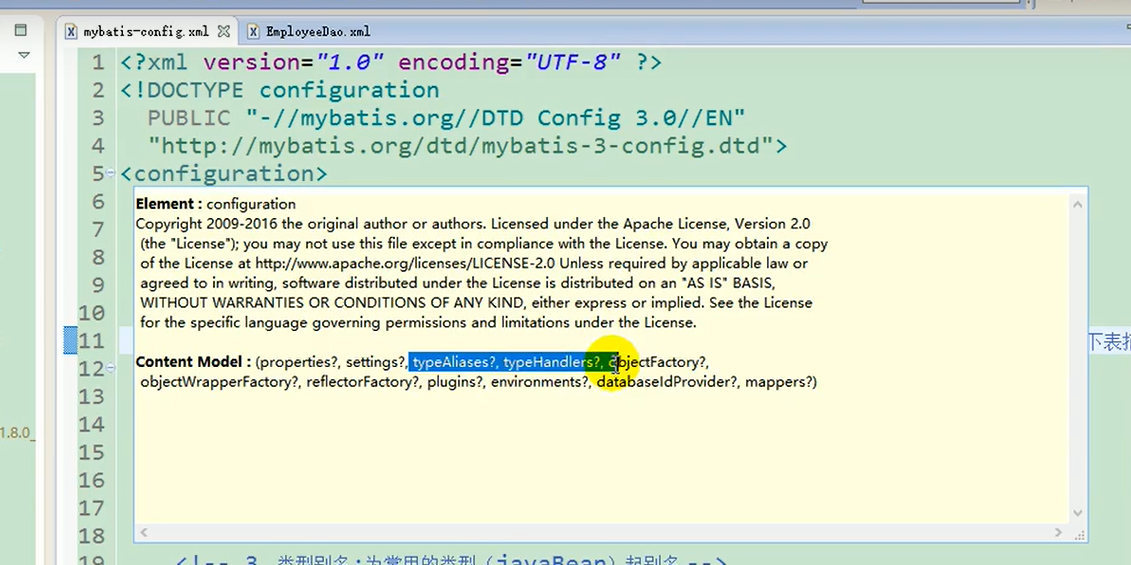 mybatis-config.xml
EmployeeDao.xml
1 <?xml version="1.0" encoding="UTF-8" ?>
2 <!DOCTYPE configuration
3 PUBLIC "-//mybatis.org//DTD Config 3.0//EN"
4 "http://mybatis.org/dtd/mybatis-3-config.dtd">
5 <configuration>
6
7
8
9
10
11
12
13
14
15
16
17
18
19
Element : configuration
Copyright 2009-2016 the original author or authors. Licensed under the Apache License, Version 2.0
(the "License"); you may not use this file except in compliance with the License. You may obtain a copy
of the License at http://www.apache.org/licenses/LICENSE-2.0 Unless required by applicable law or
agreed to in writing, software distributed under the License is distributed on an "AS IS" BASIS,
WITHOUT WARRANTIES OR CONDITIONS OF ANY KIND, either express or implied. See the License
for the specific language governing permissions and limitations under the License.
Content Model : (properties?, settings?, typeAliases?, typeHandlers?, objectFactory?,
objectWrapperFactory?, reflectorFactory?, plugins?, environments?, databaseIdProvider?, mappers?)
下表
1.8.0_
<!-- 3、类型别名:为常用的类型（javaBean）起别名 -->